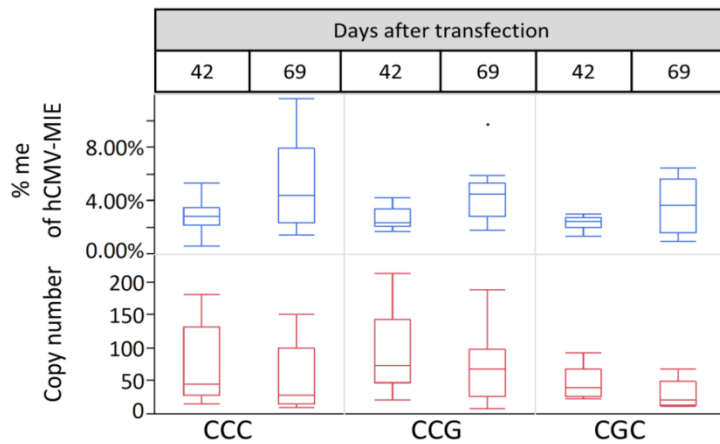 Days after transfection
42 69 42 69 42 69
% me
of hCMV-MIE
8.00%
4.00%
0.00%
Copy number
200
150
100
50
0
CCC CCG CGC